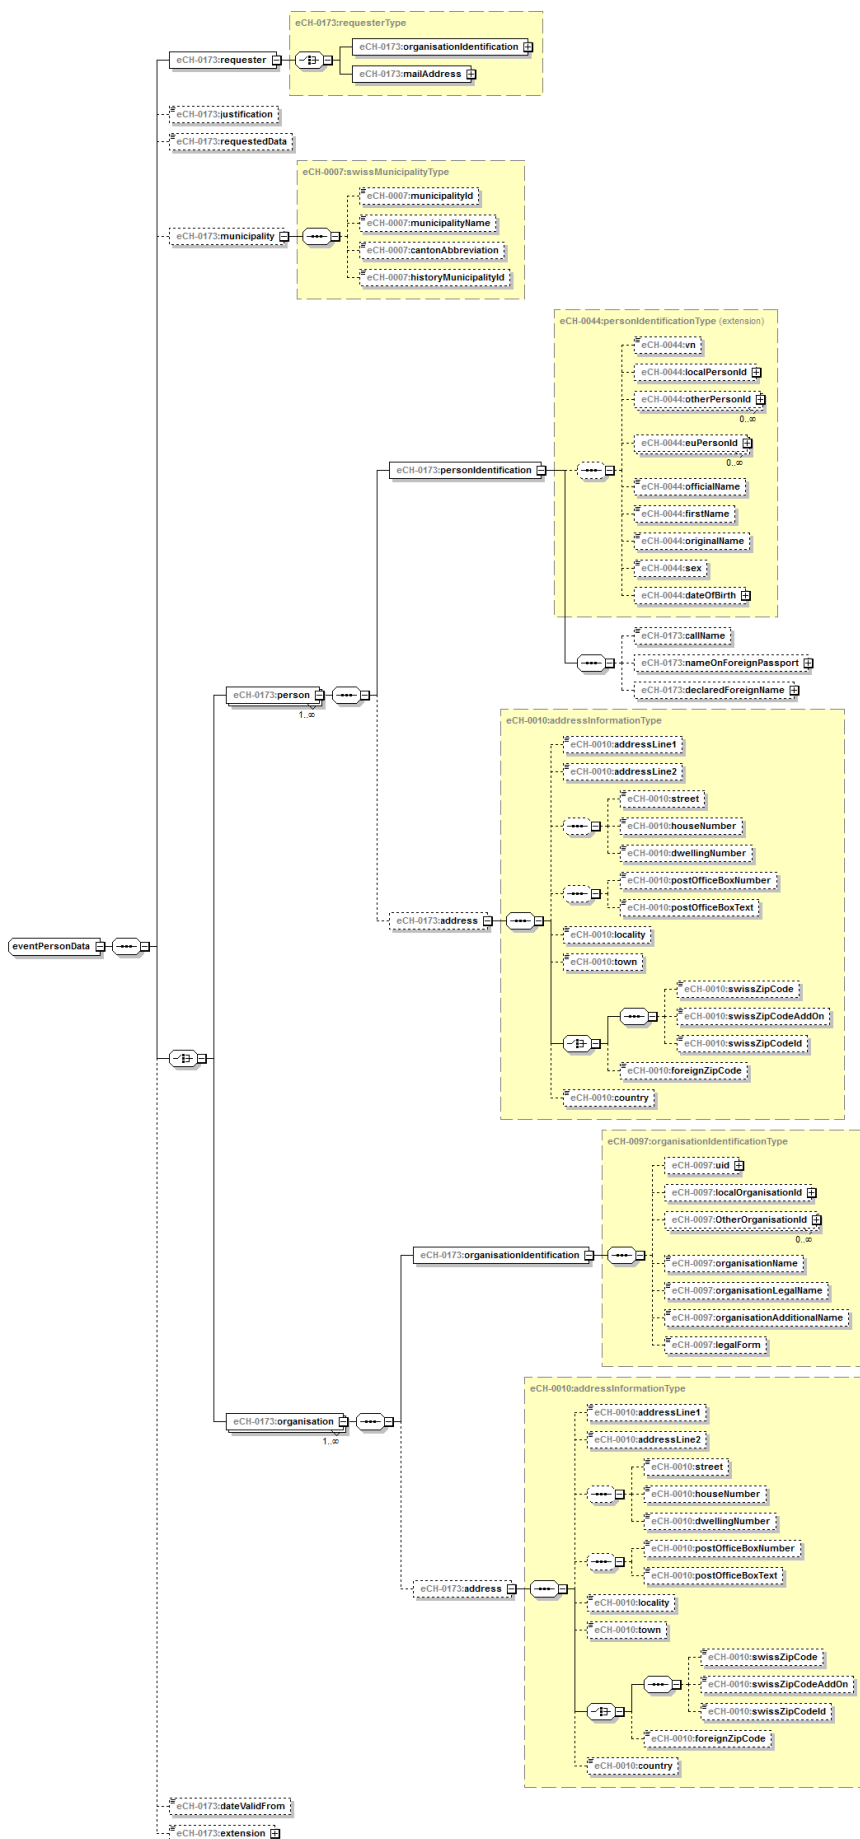 eCH-0173:requesterType
eCH-0173:organisationIdentification
eCH-0173:requester
eCH-0173:mailAddress
eCH-0173:justification
eCH-0173:requestedData
eCH-0007:swissMunicipalityType
eCH-0007:municipalityId
eCH-0007:municipalityName
eCH-0173:municipality
eCH-0007:cantonAbbreviation
eCH-0007:historyMunicipalityId
eCH-0044:personIdentificationType (extension)
eCH-0044:vn
eCH-0044:localPersonId
eCH-0044:otherPersonId
0..∞
eCH-0044:euPersonId
0..∞
eCH-0173:personIdentification
eCH-0044:officialName
eCH-0044:firstName
eCH-0044:originalName
eCH-0044:sex
eCH-0044:dateOfBirth
eCH-0173:callName
eCH-0173:nameOnForeignPassport
eCH-0173:declaredForeignName
eCH-0173:person
1..∞
eCH-0010:addressInformationType
eCH-0010:addressLine1
eCH-0010:addressLine2
eCH-0010:street
eCH-0010:houseNumber
eCH-0010:dwellingNumber
eCH-0010:postOfficeBoxNumber
eCH-0010:postOfficeBoxText
eCH-0173:address
eCH-0010:locality
eventPersonData
eCH-0010:town
eCH-0010:swissZipCode
eCH-0010:swissZipCodeAddOn
eCH-0010:swissZipCodeId
eCH-0010:foreignZipCode
eCH-0010:country
eCH-0097:organisationIdentificationType
eCH-0097:uid
eCH-0097:localOrganisationId
eCH-0097:OtherOrganisationId
0..∞
eCH-0173:organisationIdentification
eCH-0097:organisationName
eCH-0097:organisationLegalName
eCH-0097:organisationAdditionalName
eCH-0097:legalForm
eCH-0010:addressInformationType
eCH-0010:addressLine1
eCH-0173:organisation
1..∞
eCH-0010:addressLine2
eCH-0010:street
eCH-0010:houseNumber
eCH-0010:dwellingNumber
eCH-0010:postOfficeBoxNumber
eCH-0010:postOfficeBoxText
eCH-0173:address
eCH-0010:locality
eCH-0010:town
eCH-0010:swissZipCode
eCH-0010:swissZipCodeAddOn
eCH-0010:swissZipCodeId
eCH-0010:foreignZipCode
eCH-0010:country
eCH-0173:dateValidFrom
eCH-0173:extension